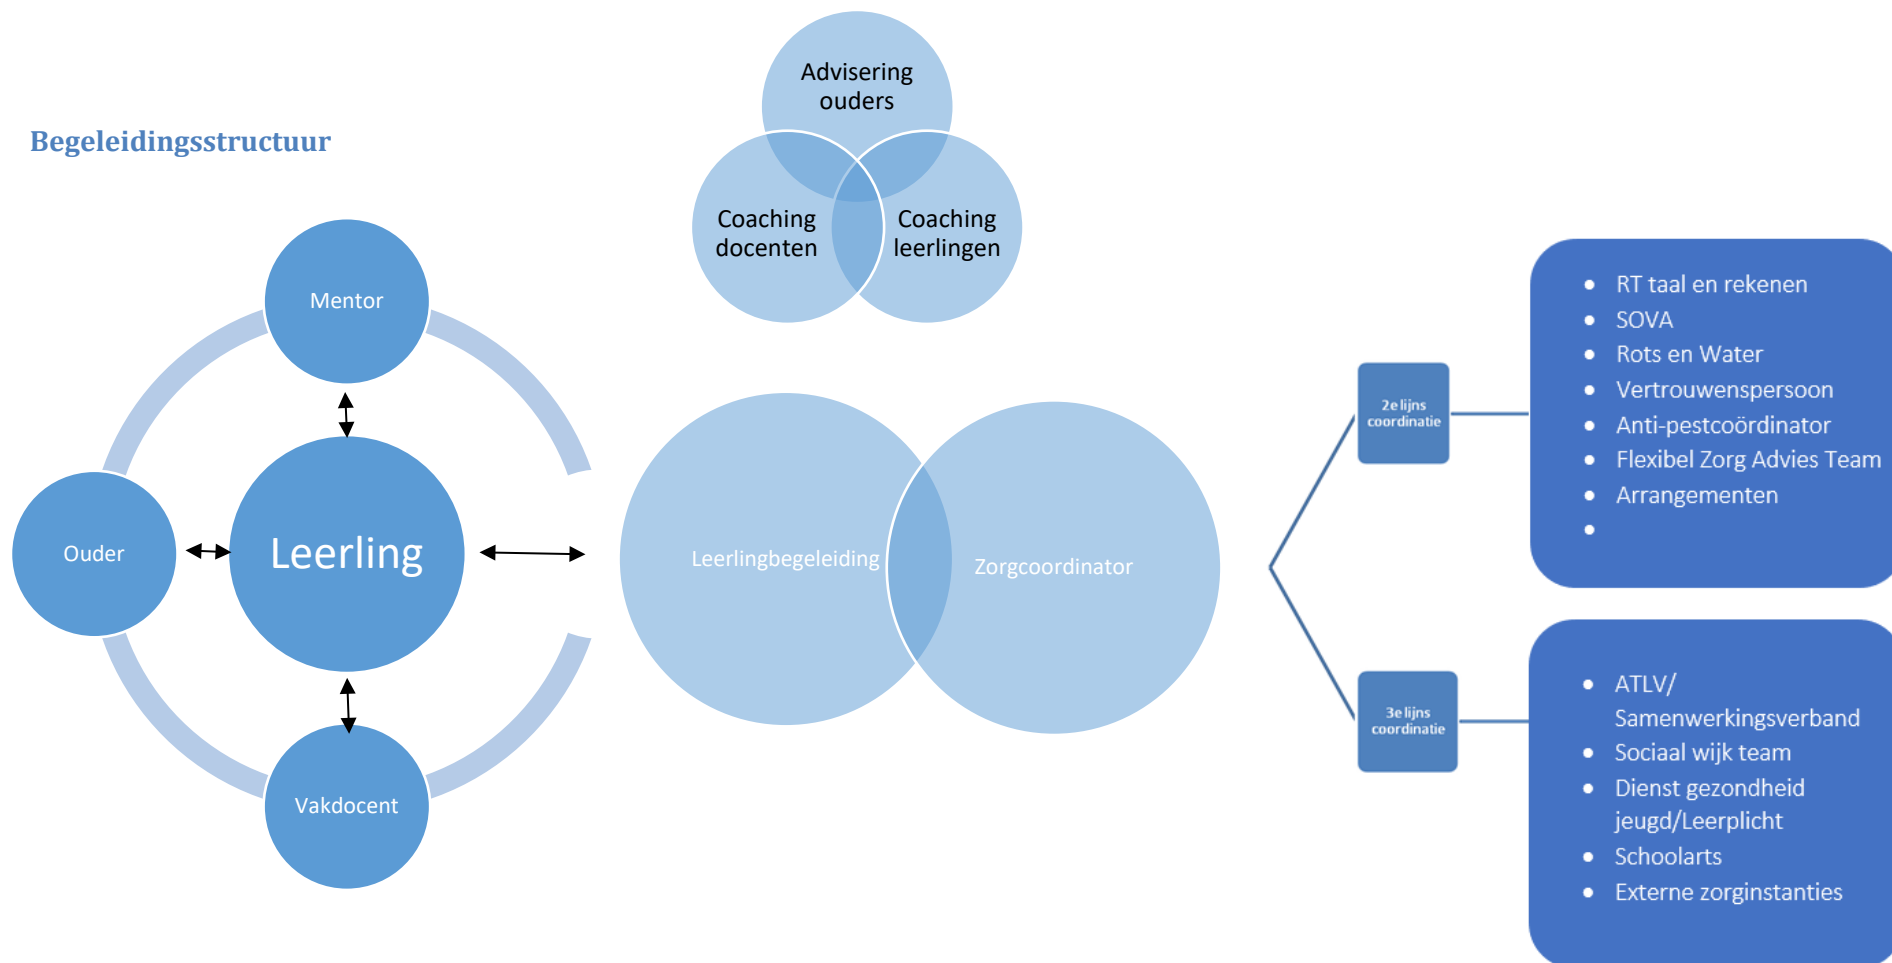 Begeleidingsstructuur
Advisering
ouders
Coaching
docenten
Coaching
leerlingen
Mentor
Ouder
Leerling
Vakdocent
Leerlingbegeleiding
Zorgcoordinator
2e lijns
coordinatie
• RT taal en rekenen
• SOVA
• Rots en Water
• Vertrouwenspersoon
• Anti-pestcoördinator
• Flexibel Zorg Advies Team
• Arrangementen
•
3e lijns
coordinatie
• ATLV/
Samenwerkingsverband
• Sociaal wijk team
• Dienst gezondheid
jeugd/Leerplicht
• Schoolarts
• Externe zorginstanties